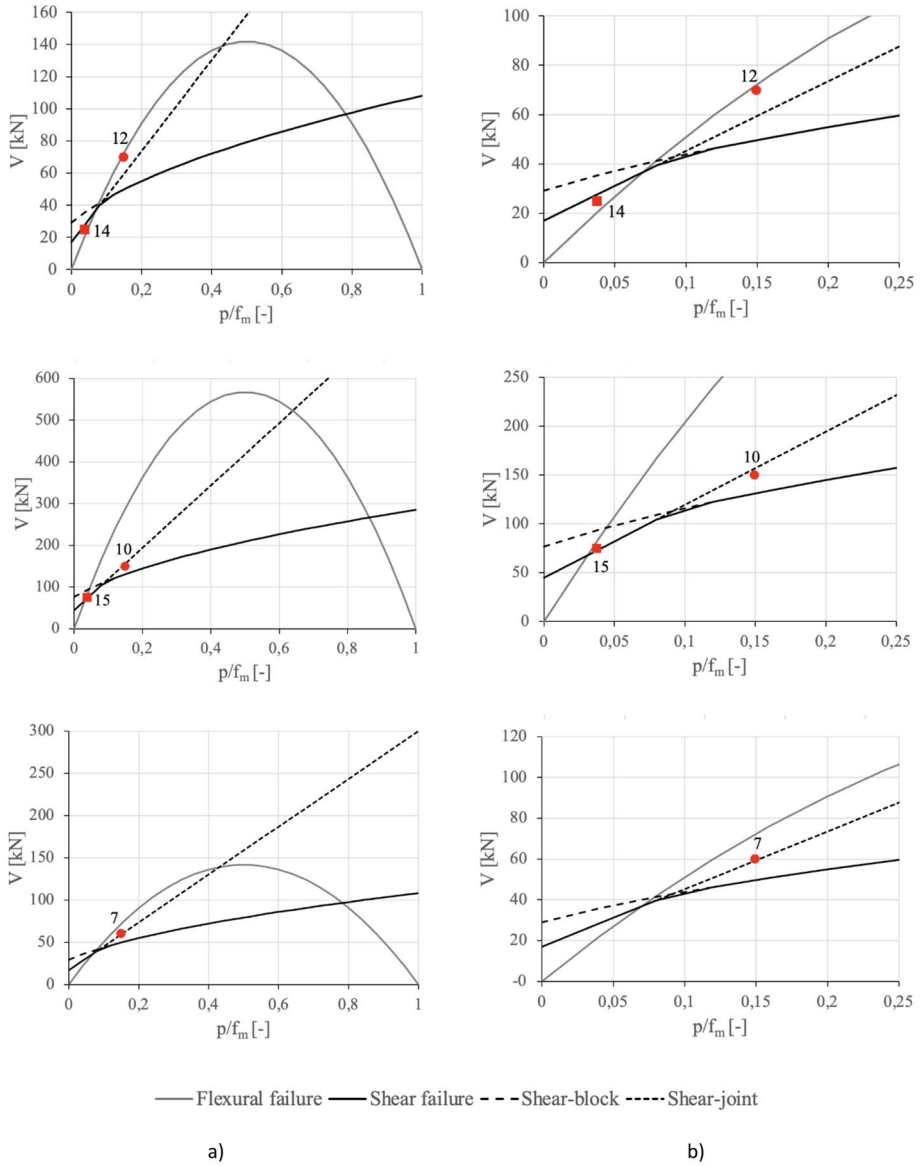 160
140
120
100
80
60
40
20
0
V [kN]
12
14
0 0,2 0,4 0,6 0,8 1
p/fm [-]
100
80
60
40
20
0
V [kN]
12
14
0 0,05 0,1 0,15 0,2 0,25
p/fm [-]
600
500
400
300
200
100
0
V [kN]
10
15
0 0,2 0,4 0,6 0,8 1
p/fm [-]
250
200
150
100
50
0
V [kN]
10
15
0 0,05 0,1 0,15 0,2 0,25
p/fm [-]
300
250
200
150
100
50
0
V [kN]
7
0 0,2 0,4 0,6 0,8 1
p/fm [-]
120
100
80
60
40
20
-0
V [kN]
7
0 0,05 0,1 0,15 0,2 0,25
p/fm [-]
Flexural failure Shear failure Shear-block Shear-joint
a) b)